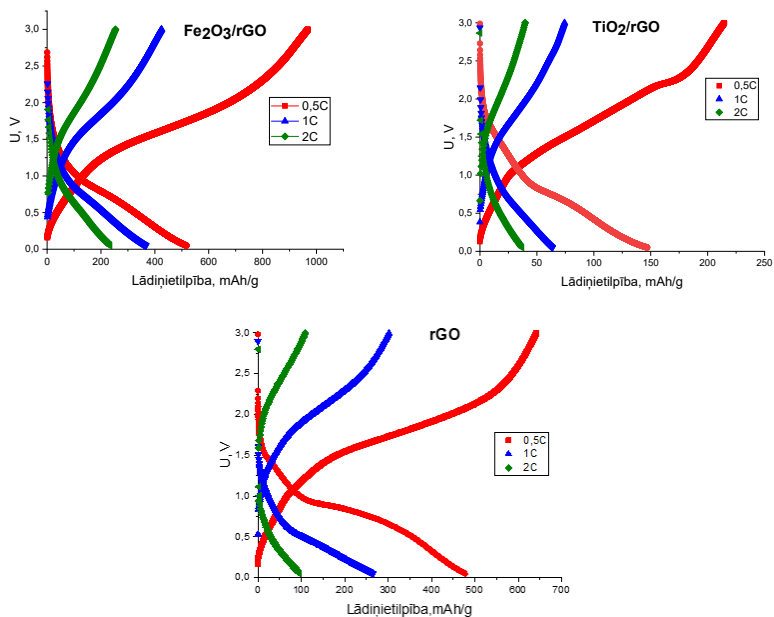 Fe₂O₃/rGO
3,0
2,5
2,0
1,5
1,0
0,5
0,0
U, V
0,5C
1C
2C
0 200 400 600 800 1000
Lādiņietilpība, mAh/g
TiO₂/rGO
3,0
2,5
2,0
1,5
1,0
0,5
0,0
U, V
0,5C
1C
2C
0 50 100 150 200 250
Lādiņietilpība, mAh/g
rGO
3,0
2,5
2,0
1,5
1,0
0,5
0,0
U, V
0,5C
1C
2C
0 100 200 300 400 500 600 700
Lādiņietilpība,mAh/g